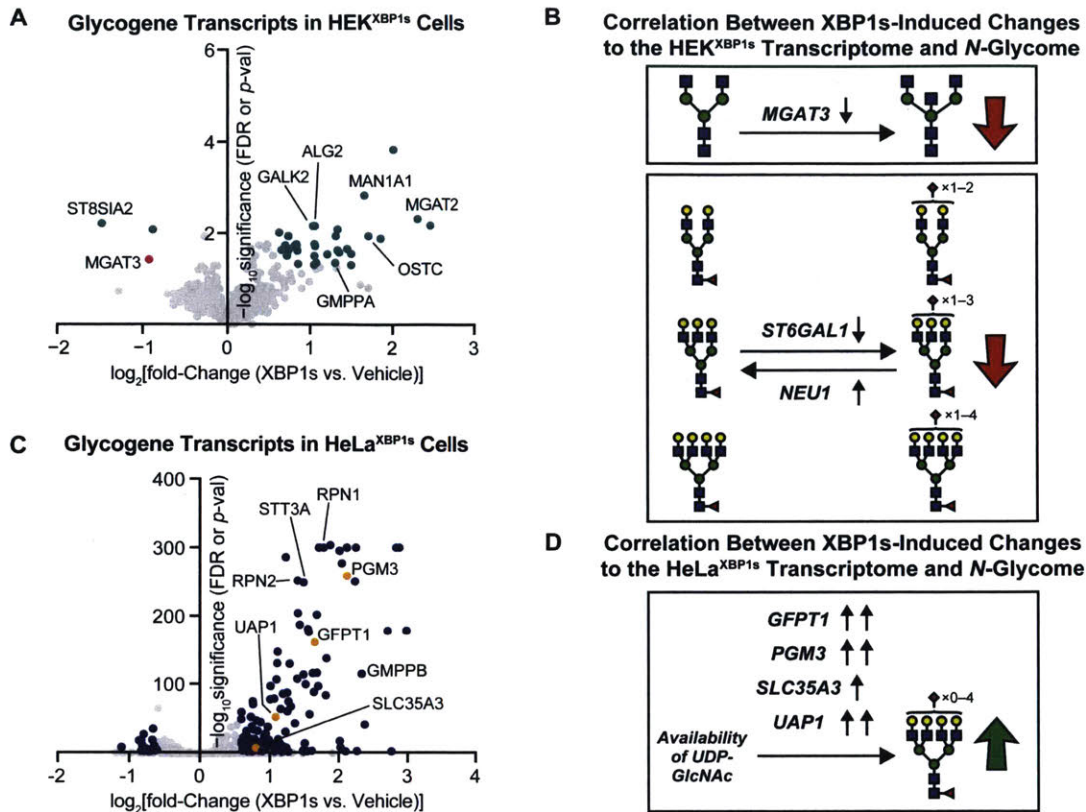 A
Glycogene Transcripts in HEK^XBP1s Cells
6
4
2
0
−log₁₀significance (FDR or p-val)
ALG2
GALK2
MAN1A1
MGAT2
ST8SIA2
MGAT3
OSTC
GMPPA
−2
−1
0
1
2
3
log₂[fold-Change (XBP1s vs. Vehicle)]
B
Correlation Between XBP1s-Induced Changes
to the HEK^XBP1s Transcriptome and N-Glycome
MGAT3 ↓
×1–2
×1–3
ST6GAL1 ↓
NEU1 ↑
×1–4
C
Glycogene Transcripts in HeLa^XBP1s Cells
400
300
200
100
0
−log₁₀significance (FDR or p-val)
RPN1
STT3A
PGM3
RPN2
UAP1
GFPT1
GMPPB
SLC35A3
−2
−1
0
1
2
3
4
log₂[fold-Change (XBP1s vs. Vehicle)]
D
Correlation Between XBP1s-Induced Changes
to the HeLa^XBP1s Transcriptome and N-Glycome
GFPT1 ↑↑
PGM3 ↑↑
SLC35A3 ↑
UAP1 ↑↑
×0–4
Availability
of UDP-
GlcNAc